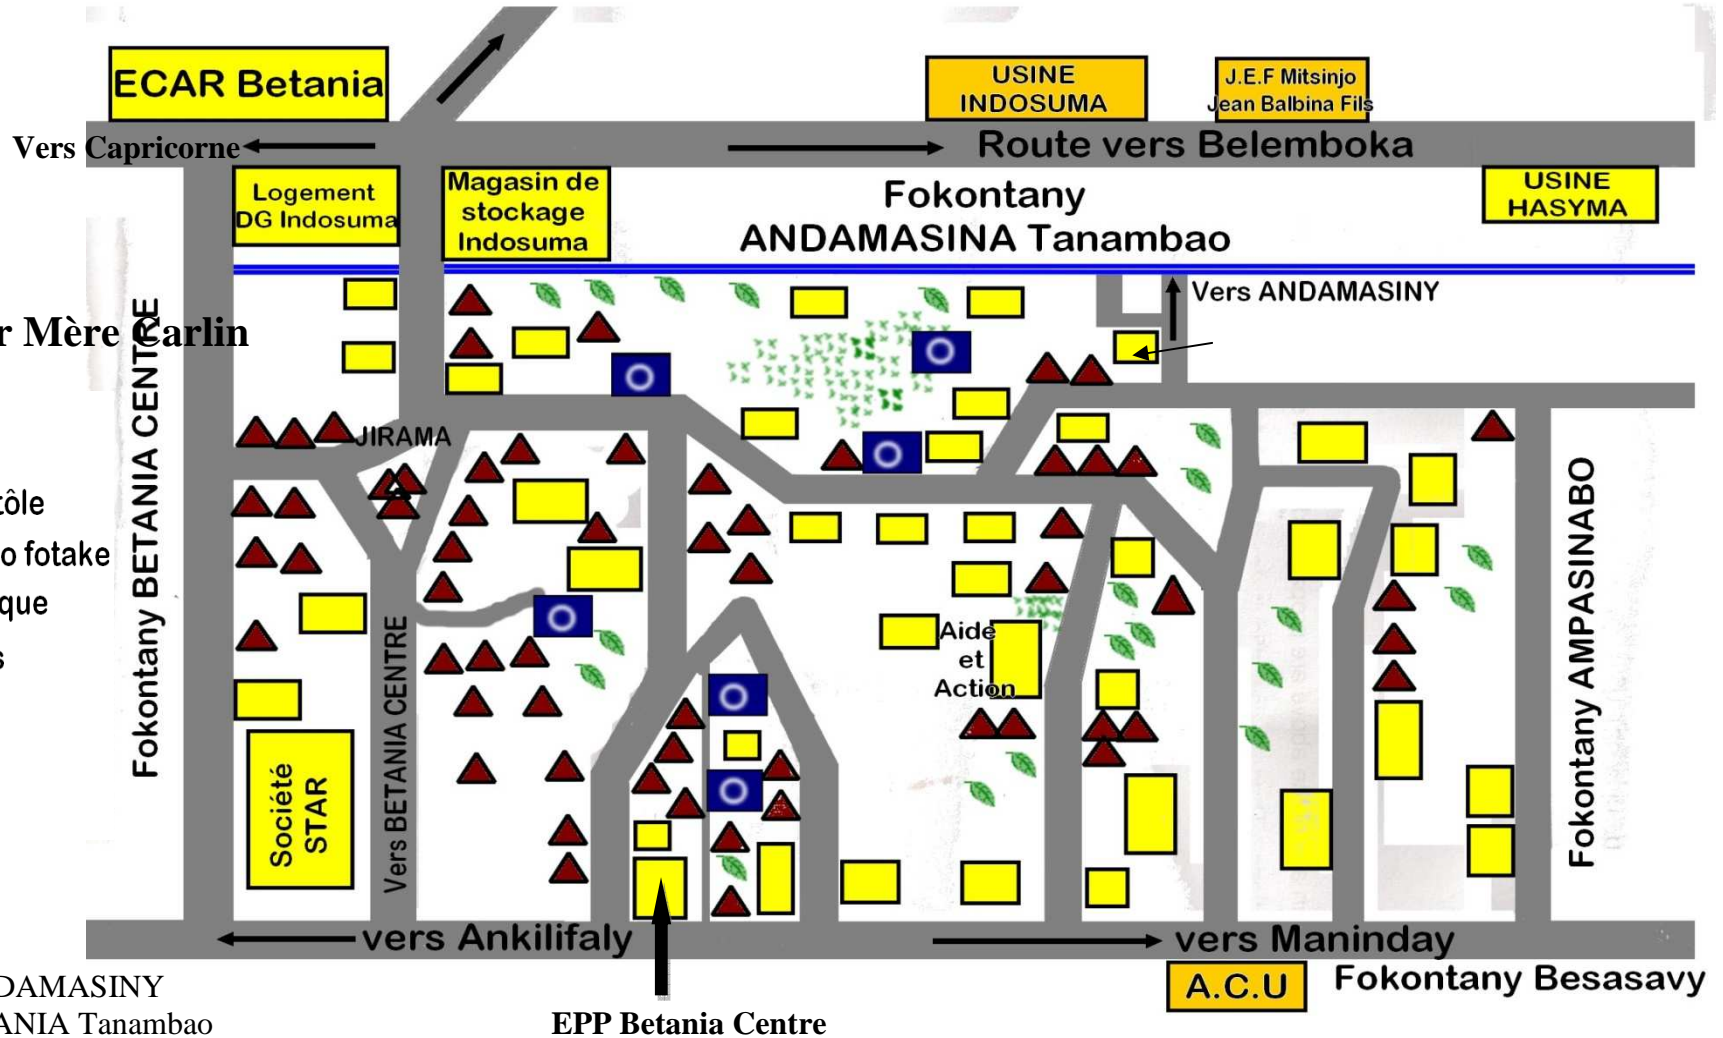 ECAR Betania
USINE
INDOSUMA
J.E.F Mitsinjo
Jean Balbina Fils
Vers Capricorne
Route vers Belemboka
Logement
DG Indosuma
Magasin de
stockage
Indosuma
Fokontany
ANDAMASINA Tanambao
USINE
HASYMA
Vers ANDAMASINY
r Mère Carlin
Fokontany BETANIA CENTRE
JIRAMA
tôle
o fotake
que
s
Vers BETANIA CENTRE
Aide
et
Action
Fokontany AMPASINABO
Société
STAR
vers Ankilifaly
vers Maninday
A.C.U
Fokontany Besasavy
DAMASINY
ANIA Tanambao
EPP Betania Centre